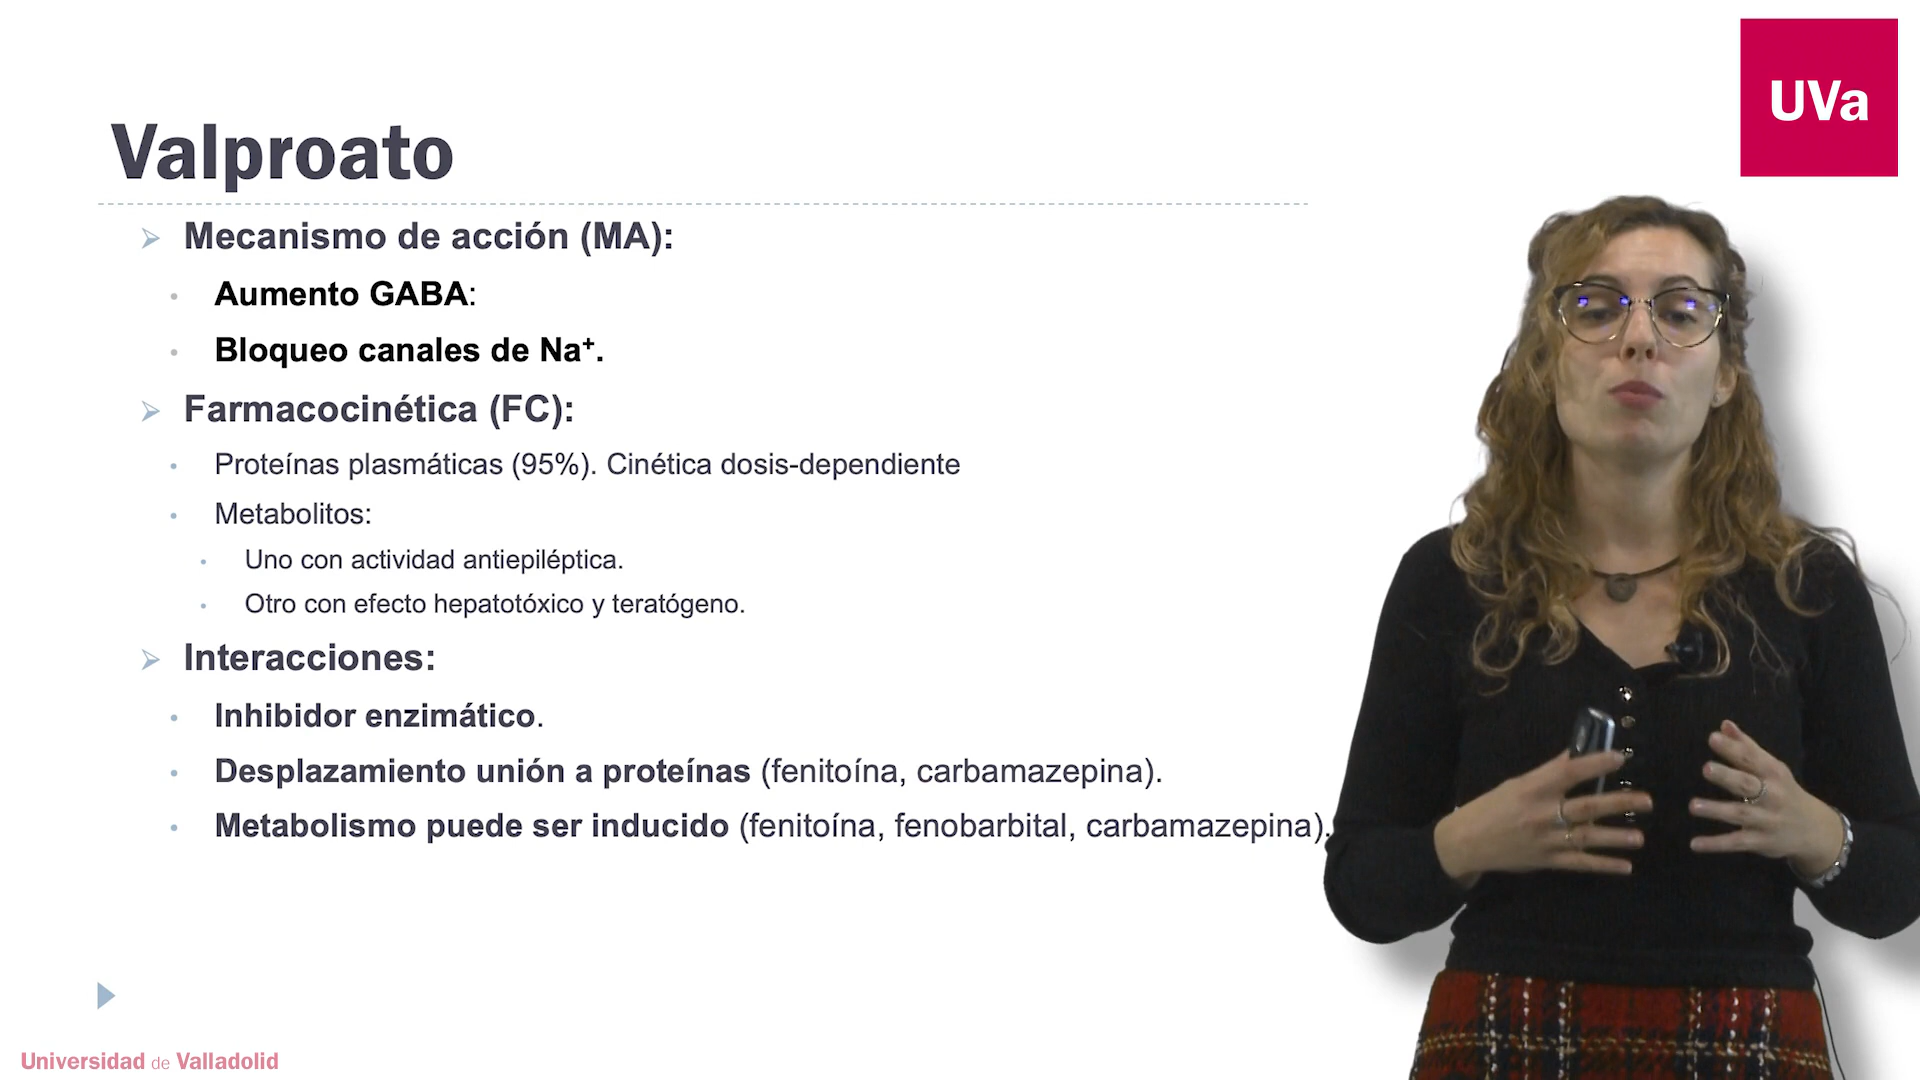 UVa
Valproato
Mecanismo de acción (MA):
Aumento GABA:
Bloqueo canales de Na⁺.
Farmacocinética (FC):
Proteínas plasmáticas (95%). Cinética dosis-dependiente
Metabolitos:
Uno con actividad antiepiléptica.
Otro con efecto hepatotóxico y teratógeno.
Interacciones:
Inhibidor enzimático.
Desplazamiento unión a proteínas (fenitoína, carbamazepina).
Metabolismo puede ser inducido (fenitoína, fenobarbital, carbamazepina).
Universidad de Valladolid